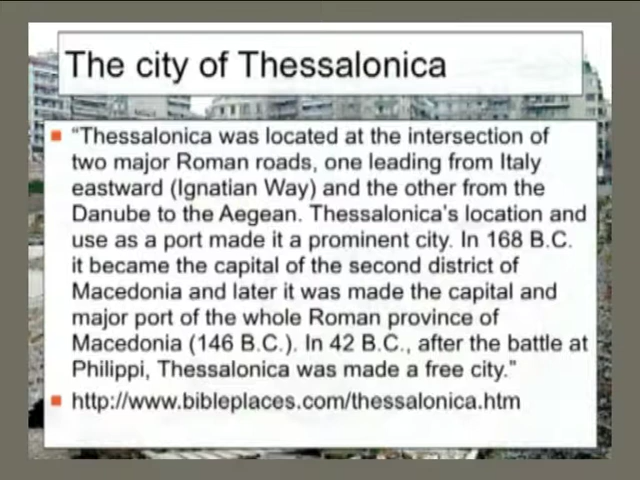 The city of Thessalonica
“Thessalonica was located at the intersection of
two major Roman roads, one leading from Italy
eastward (Ignatian Way) and the other from the
Danube to the Aegean. Thessalonica's location and
use as a port made it a prominent city. In 168 B.C.
it became the capital of the second district of
Macedonia and later it was made the capital and
major port of the whole Roman province of
Macedonia (146 B.C.). In 42 B.C., after the battle at
Philippi, Thessalonica was made a free city.”
http://www.bibleplaces.com/thessalonica.htm